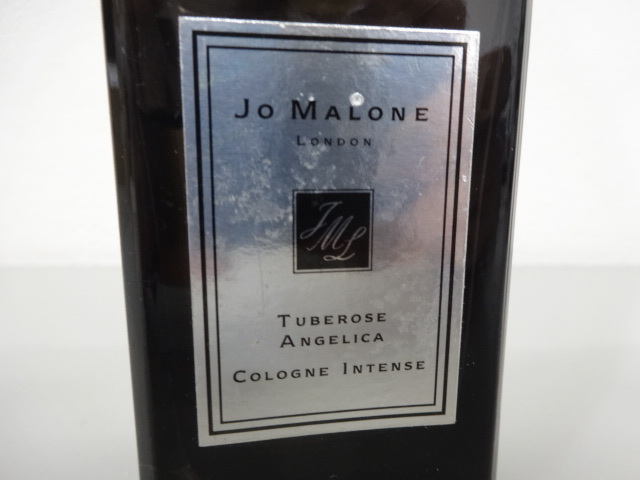 JO MALONE
LONDON
JML
TUBEROSE
ANGELICA
COLOGNE INTENSE